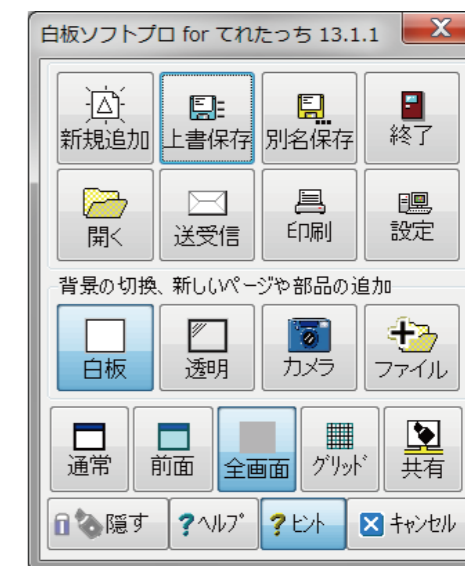 白板ソフトプロ for てれたっち 13.1.1
新規追加 上書保存 別名保存 終了
開く 送受信 印刷 設定
背景の切換、新しいページや部品の追加
白板 透明 カメラ ファイル
通常 前面 全画面 グリッド 共有
隠す ?ヘルプ ?ヒント キャンセル